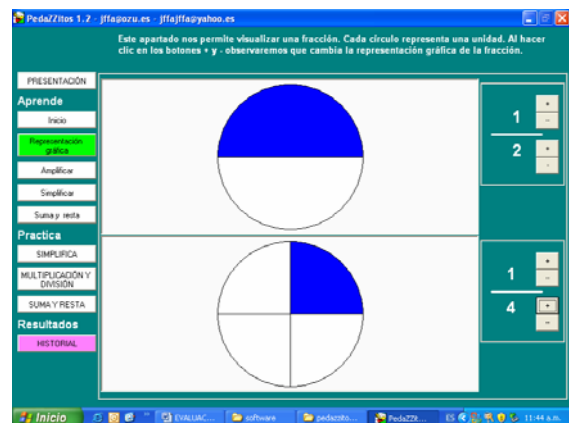 PedaZZitos 1.2 - jffa@ozu.es - jffajffa@yahoo.es
Este apartado nos permite visualizar una fracción. Cada círculo representa una unidad. Al hacer
clic en los botones + y - observaremos que cambia la representación gráfica de la fracción.
PRESENTACIÓN
Aprende
Inicio
Representación
gráfica
Amplificar
Simplificar
Suma y resta
Practica
SIMPLIFICA
MULTIPLICACIÓN Y
DIVISIÓN
SUMA Y RESTA
Resultados
HISTORIAL
1
+
-
2
+
-
1
+
-
4
+
-
Inicio
EVALUAC...
software
pedazzito...
PedaZZit...
ES
11:44 a.m.